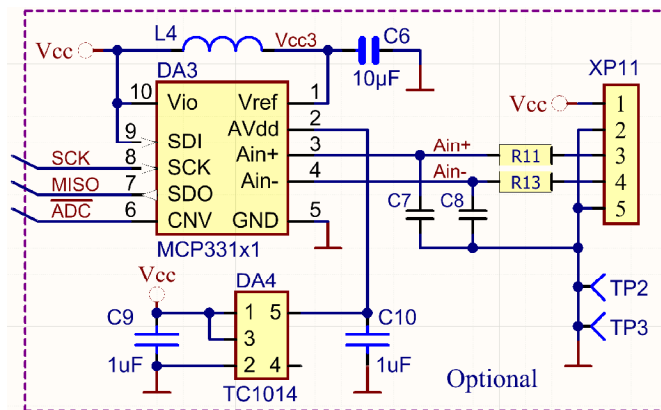 L4
Vcc
Vcc3
C6
DA3
10µF
XP11
10
Vio
Vref
1
Vcc
1
AVdd
2
2
9
SDI
Ain+
3
Ain+
R11
3
SCK
8
SCK
Ain-
4
Ain-
R13
4
MISO
7
SDO
C7
C8
5
ADC
6
CNV
GND
5
MCP331x1
Vcc
DA4
TP2
C9
1
5
C10
TP3
3
1uF
2
4
1uF
TC1014
Optional